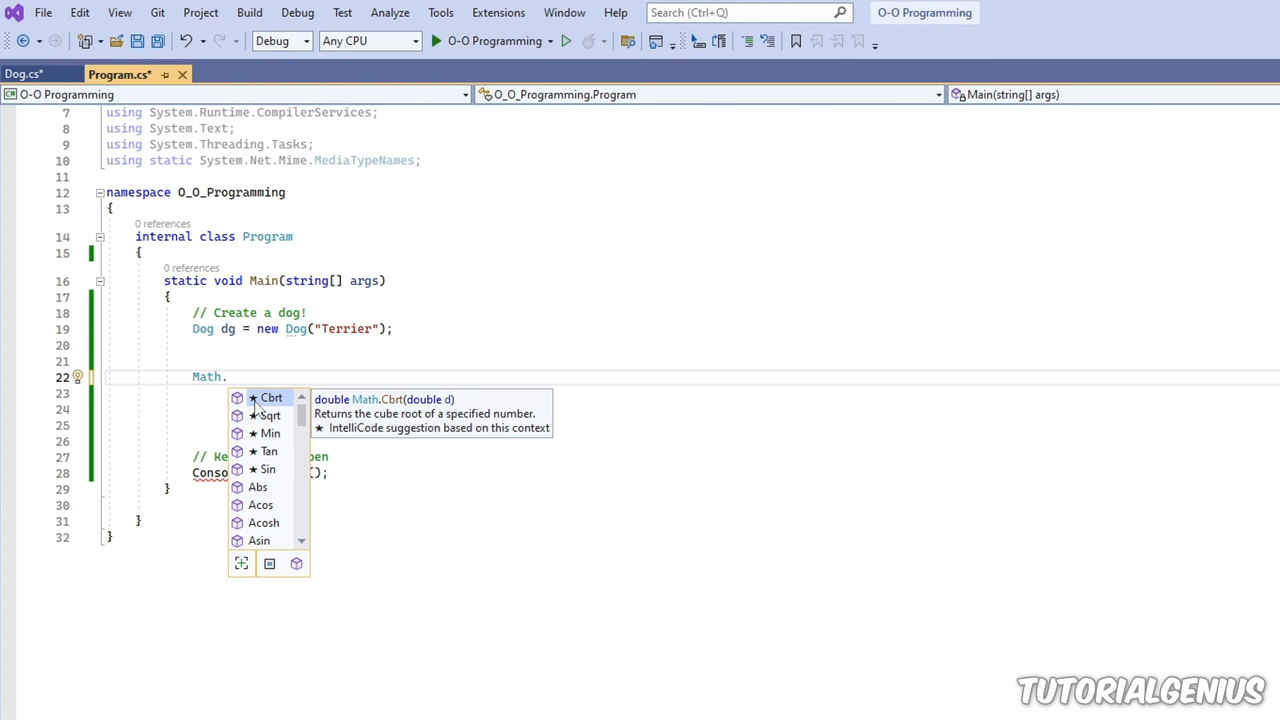 File Edit View Git Project Build Debug Test Analyze Tools Extensions Window Help Search (Ctrl+Q) O-O Programming
Debug Any CPU O-O Programming
Dog.cs* Program.cs*
O-O Programming O_O_Programming.Program Main(string[] args)
7 using System.Runtime.CompilerServices;
8 using System.Text;
9 using System.Threading.Tasks;
10 using static System.Net.Mime.MediaTypeNames;
11
12 namespace O_O_Programming
13 {
0 references
14 internal class Program
15 {
0 references
16 static void Main(string[] args)
17 {
18 // Create a dog!
19 Dog dg = new Dog("Terrier");
20
21
22 Math.
23
24
25
26
27 // Ke pen
28 Conso ();
29 }
30
31 }
32 }
★ Cbrt
★ Sqrt
★ Min
★ Tan
★ Sin
Abs
Acos
Acosh
Asin
double Math.Cbrt(double d)
Returns the cube root of a specified number.
★ IntelliCode suggestion based on this context
TUTORIALGENIUS